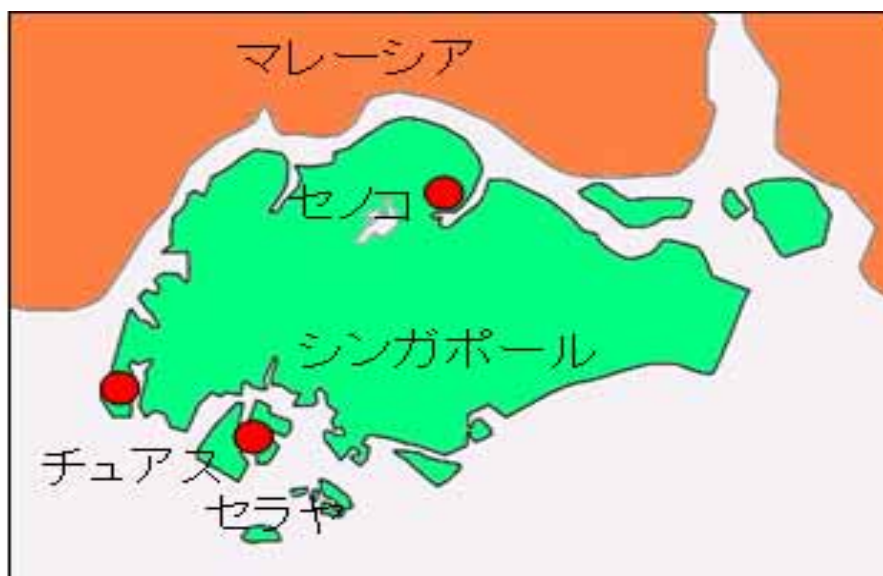 マレーシア
セノコ
シンガポール
チュアス
セラヤ